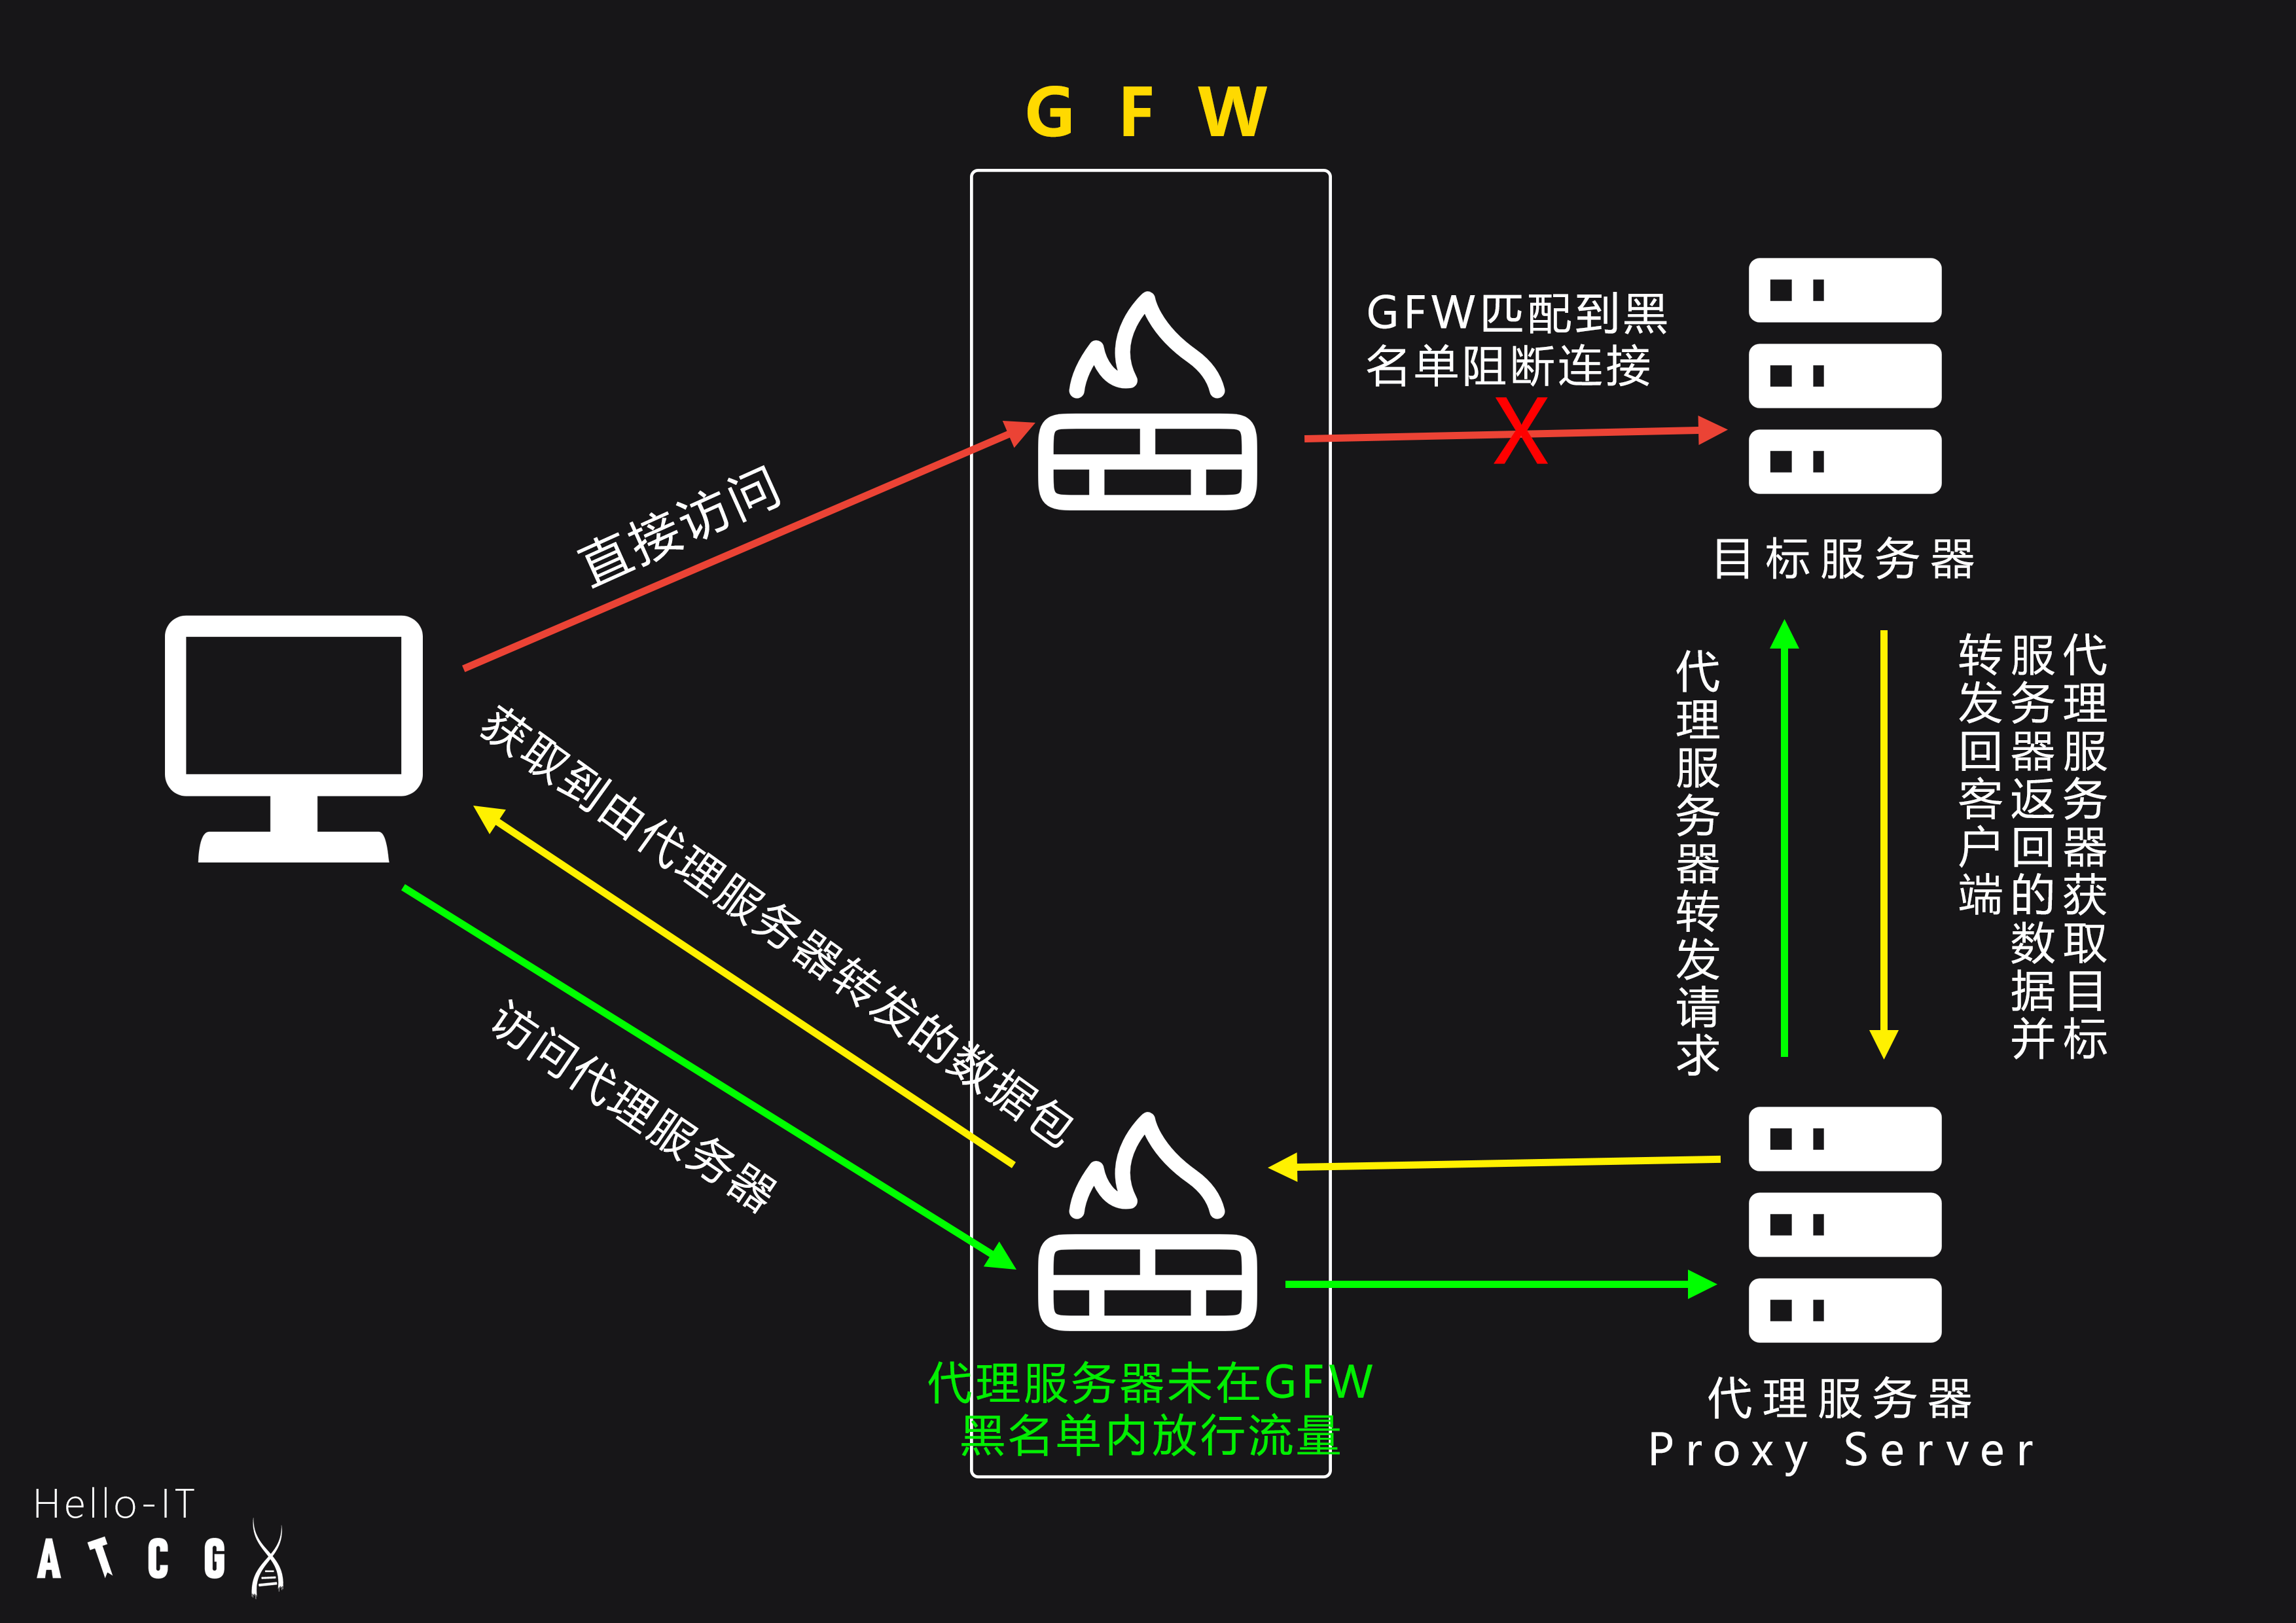 G F W
GFW匹配到黑
名单阻断连接
直接访问
目标服务器
获取到由代理服务器转发的数据包
访问代理服务器
代理服务器转发请求
代理服务器获取目标
服务器返回的数据并
转发回客户端
代理服务器未在GFW
黑名单内放行流量
代理服务器
Proxy Server
Hello-IT
A T C G